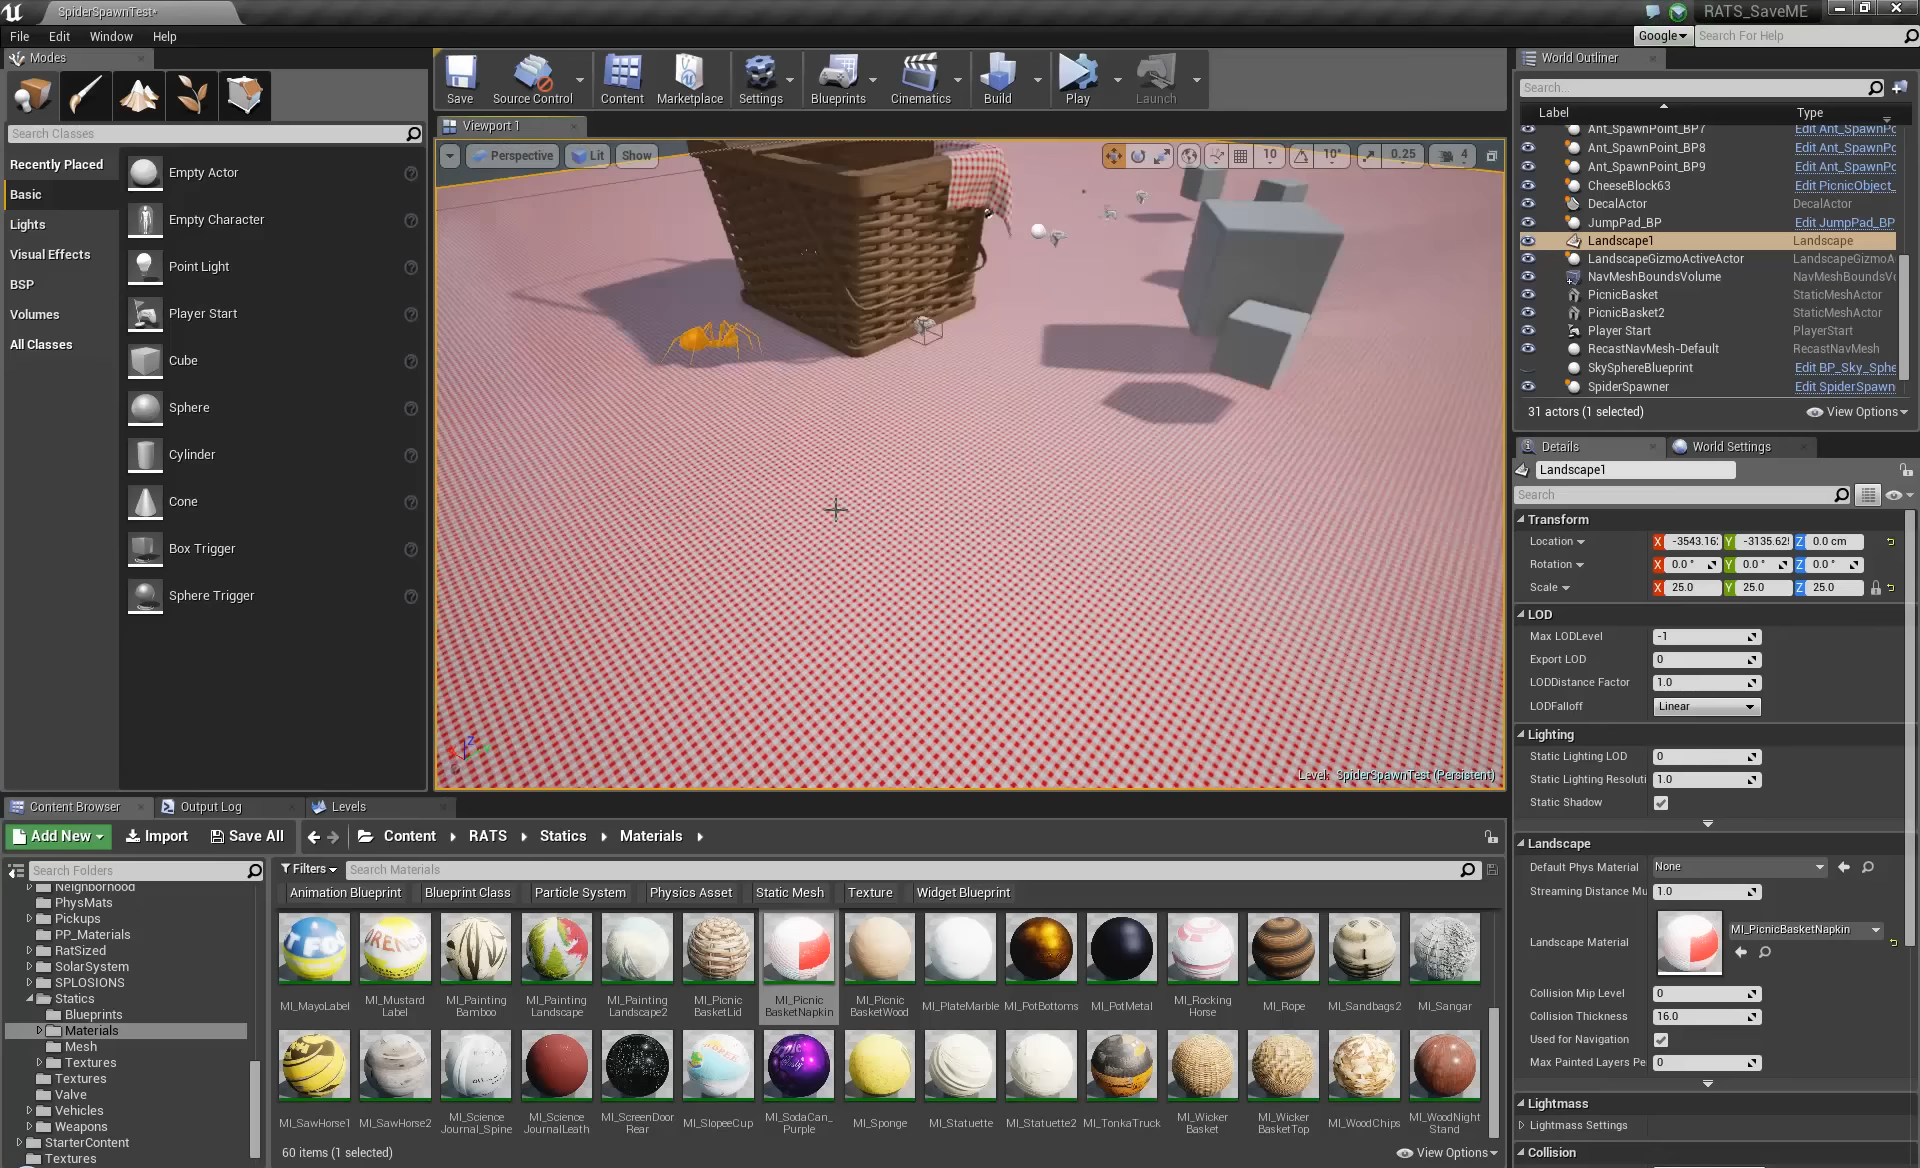 SpiderSpawnTest*
RATS_SaveME
File Edit Window Help
Google
Search For Help
Modes
Search Classes
Recently Placed
Basic
Lights
Visual Effects
BSP
Volumes
All Classes
Empty Actor
Empty Character
Point Light
Player Start
Cube
Sphere
Cylinder
Cone
Box Trigger
Sphere Trigger
Save
Source Control
Content
Marketplace
Settings
Blueprints
Cinematics
Build
Play
Launch
Viewport 1
Perspective
Lit
Show
10
10°
0.25
4
Level: SpiderSpawnTest (Persistent)
World Outliner
Search...
Label Type
Ant_SpawnPoint_BP7 Edit Ant_SpawnPo
Ant_SpawnPoint_BP8 Edit Ant_SpawnPo
Ant_SpawnPoint_BP9 Edit Ant_SpawnPo
CheeseBlock63 Edit PicnicObject_
DecalActor DecalActor
JumpPad_BP Edit JumpPad_BP
Landscape1 Landscape
LandscapeGizmoActiveActor LandscapeGizmoA
NavMeshBoundsVolume NavMeshBoundsVo
PicnicBasket StaticMeshActor
PicnicBasket2 StaticMeshActor
Player Start PlayerStart
RecastNavMesh-Default RecastNavMesh
SkySphereBlueprint Edit BP_Sky_Sphe
SpiderSpawner Edit SpiderSpawn
31 actors (1 selected)
View Options
Details
World Settings
Landscape1
Search
Transform
Location X -3543.16 Y -3135.62 Z 0.0 cm
Rotation X 0.0 ° Y 0.0 ° Z 0.0 °
Scale X 25.0 Y 25.0 Z 25.0
LOD
Max LODLevel -1
Export LOD 0
LODDistance Factor 1.0
LODFalloff Linear
Lighting
Static Lighting LOD 0
Static Lighting Resoluti 1.0
Static Shadow
Landscape
Default Phys Material None
Streaming Distance Mu 1.0
Landscape Material MI_PicnicBasketNapkin
Collision Mip Level 0
Collision Thickness 16.0
Used for Navigation
Max Painted Layers Pe 0
Lightmass
Lightmass Settings
Collision
Content Browser
Output Log
Levels
Add New
Import
Save All
Content
RATS
Statics
Materials
Search Folders
Neighborhood
PhysMats
Pickups
PP_Materials
RatSized
SolarSystem
SPLOSIONS
Statics
Blueprints
Materials
Mesh
Textures
Textures
Valve
Vehicles
Weapons
StarterContent
Textures
Filters
Search Materials
Animation Blueprint
Blueprint Class
Particle System
Physics Asset
Static Mesh
Texture
Widget Blueprint
MI_MayoLabel
MI_Mustard
Label
MI_Painting
Bamboo
MI_Painting
Landscape
MI_Painting
Landscape2
MI_Picnic
BasketLid
MI_Picnic
BasketNapkin
MI_Picnic
BasketWood
MI_PlateMarble
MI_PotBottoms
MI_PotMetal
MI_Rocking
Horse
MI_Rope
MI_Sandbags2
MI_Sangar
MI_SawHorse1
MI_SawHorse2
MI_Science
Journal_Spine
MI_Science
JournalLeath
MI_ScreenDoor
Rear
MI_SlopeeCup
MI_SodaCan_
Purple
MI_Sponge
MI_Statuette
MI_Statuette2
MI_TonkaTruck
MI_Wicker
Basket
MI_Wicker
BasketTop
MI_WoodChips
MI_WoodNight
Stand
60 items (1 selected)
View Options